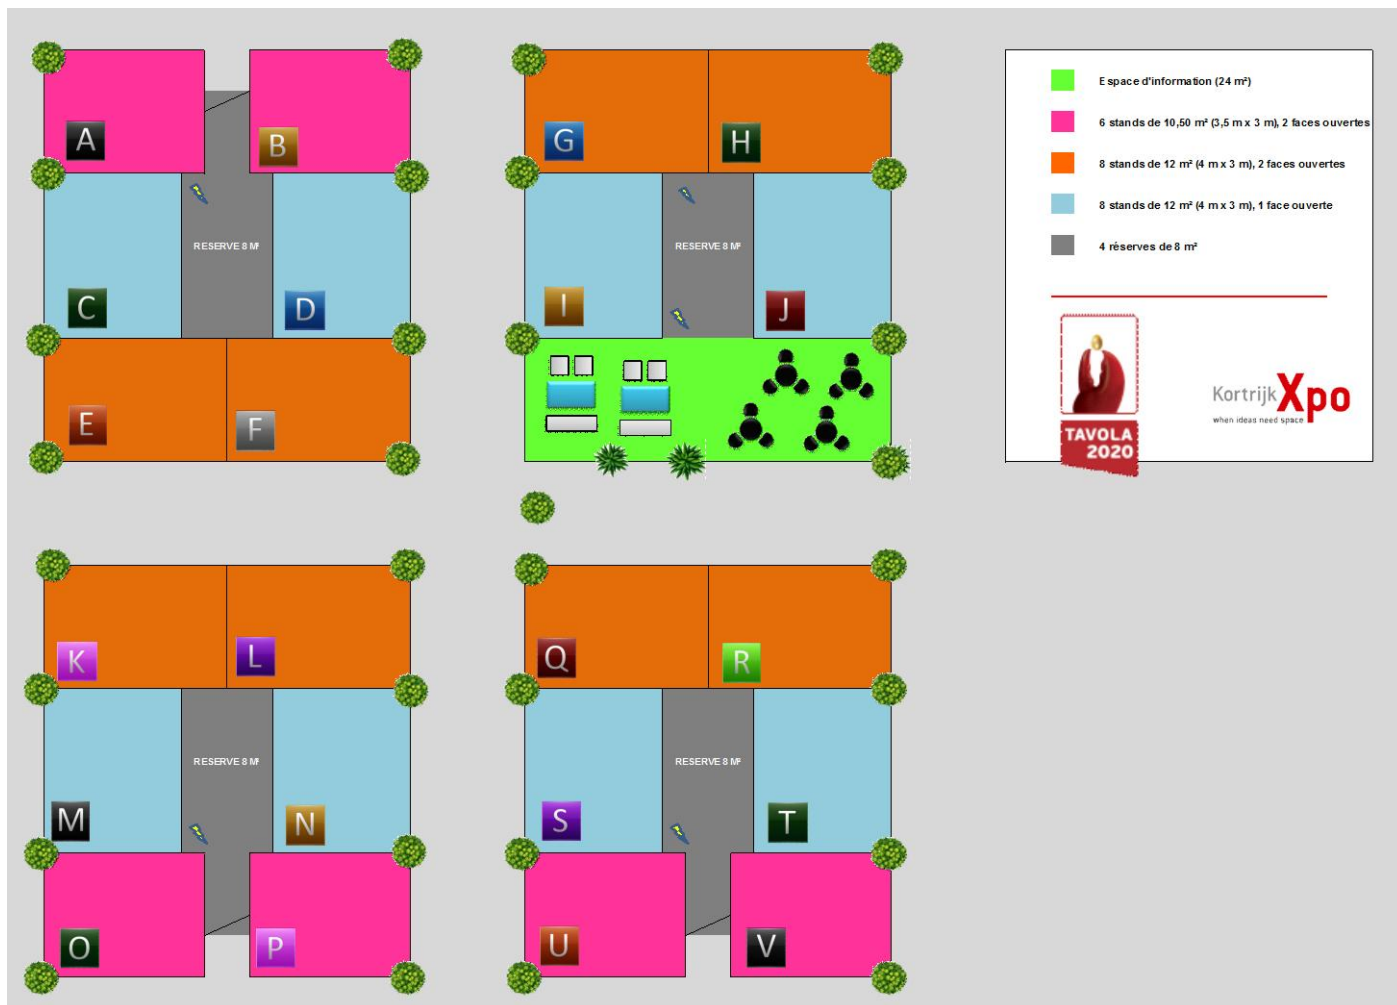 A
B
RESERVE 8 M²
C
D
E
F
G
H
RESERVE 8 M²
I
J
Espace d'information (24 m²)
6 stands de 10,50 m² (3,5 m x 3 m), 2 faces ouvertes
8 stands de 12 m² (4 m x 3 m), 2 faces ouvertes
8 stands de 12 m² (4 m x 3 m), 1 face ouverte
4 réserves de 8 m²
TAVOLA
2020
Kortrijk Xpo
when ideas need space
K
L
RESERVE 8 M²
M
N
O
P
Q
R
RESERVE 8 M²
S
T
U
V